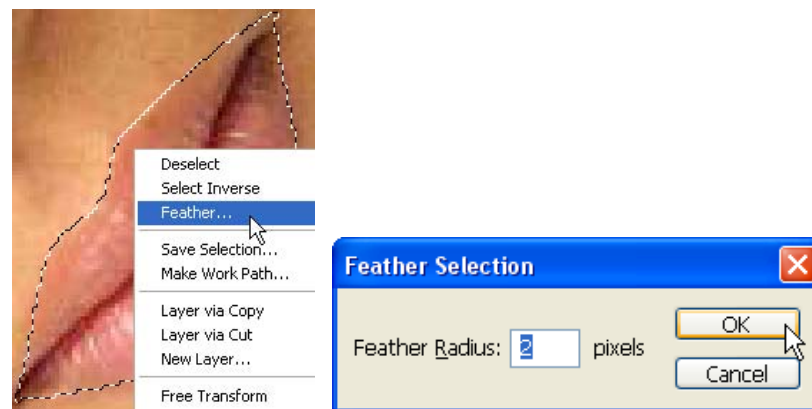 Deselect
Select Inverse
Feather...
Save Selection...
Make Work Path...
Layer via Copy
Layer via Cut
New Layer...
Free Transform
Feather Selection
Feather Radius: 2 pixels
OK
Cancel